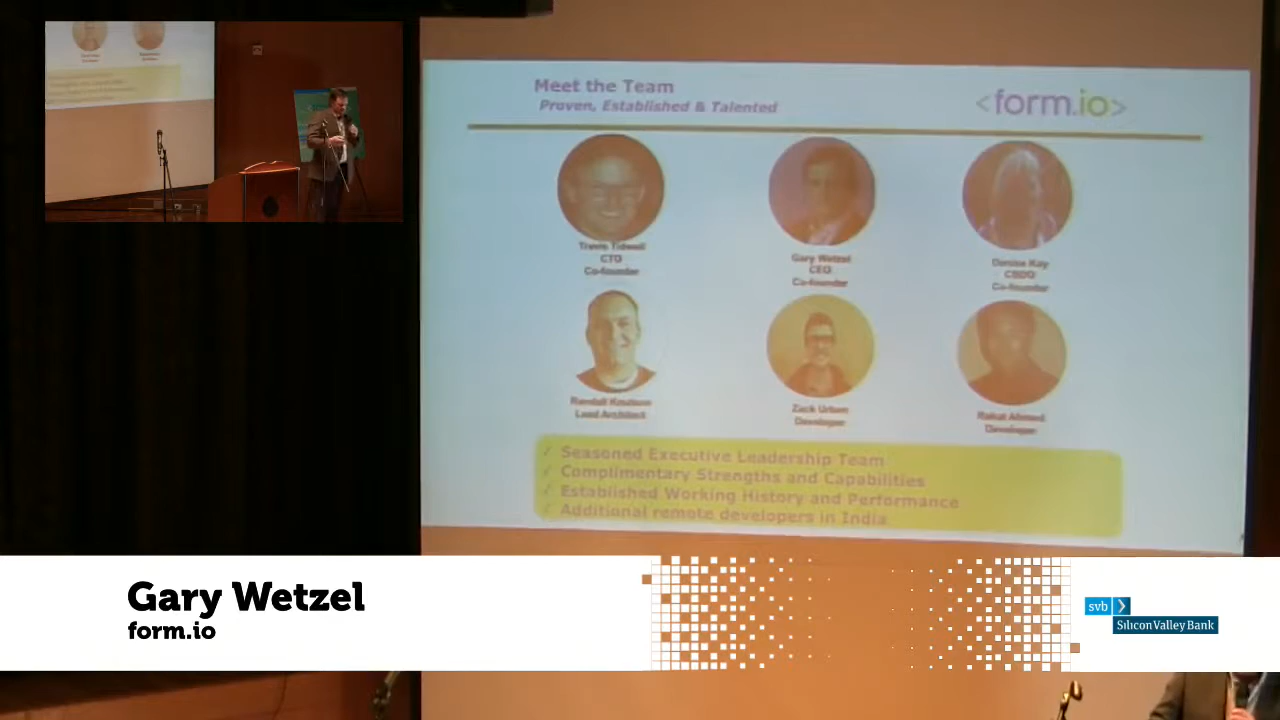 Meet the Team
Proven, Established & Talented
<form.io>
Travis Tidwell
CTO
Co-founder
Gary Wetzel
CEO
Co-founder
Denise Kay
Co-founder
Randall Knutson
Lead Architect
Zack Urben
Developer
Developer
✓ Seasoned Executive Leadership Team
✓ Complimentary Strengths and Capabilities
✓ Established Working History and Performance
✓ Additional remote developers in India
Gary Wetzel
form.io
svb
Silicon Valley Bank